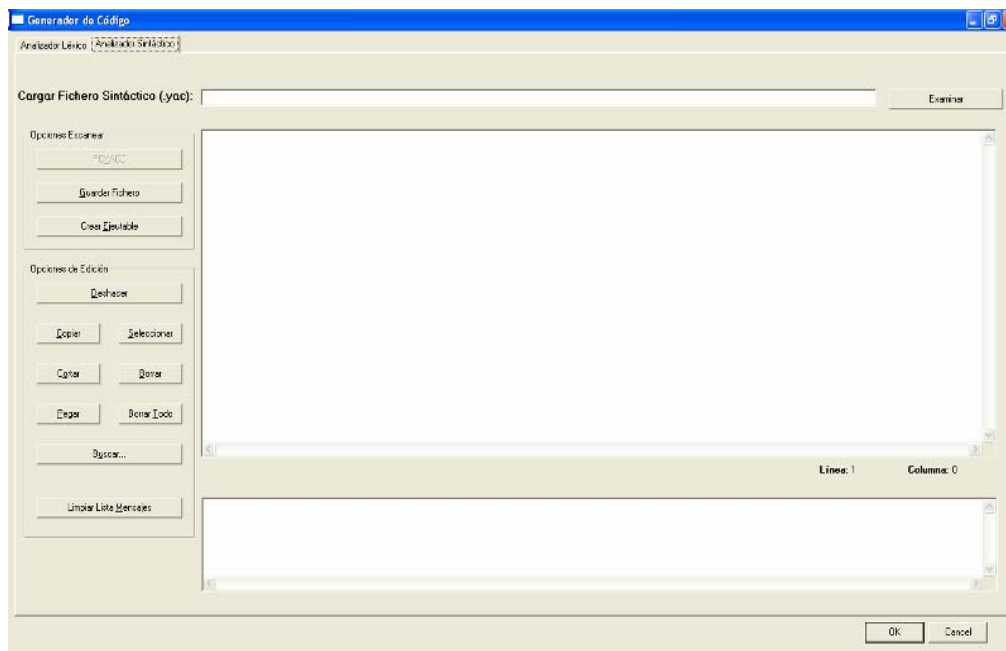 Generador de Código
Analizador Léxico Analizador Sintáctico
Cargar Fichero Sintáctico (.yac):
Examinar
Opciones Escanear
Guardar Fichero
Crear Ejeutable
Opciones de Edición
Deshacer
Copiar Seleccionar
Cortar Borrar
Pegar Borrar Todo
Buscar...
Línea: 1 Columna: 0
Limpiar Lista Mensajes
OK Cancel